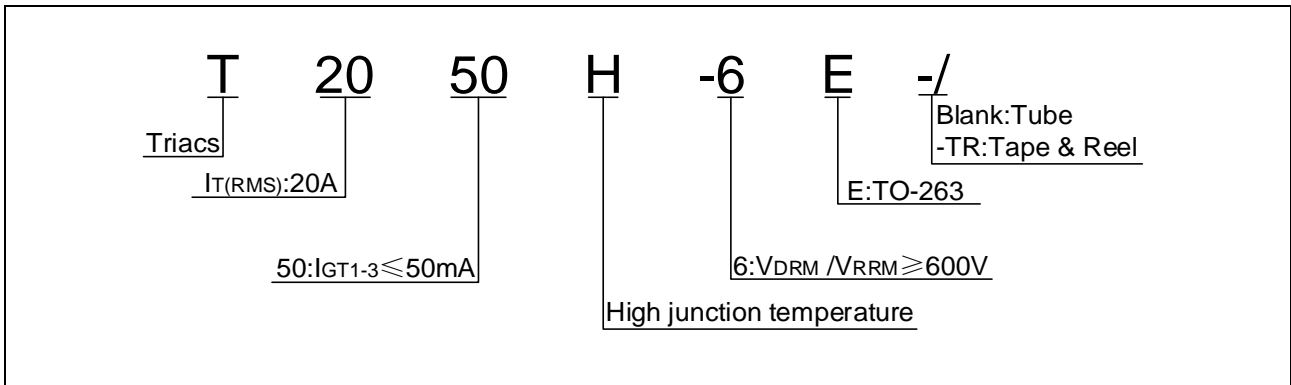 T 20 50 H -6 E -/
Blank:Tube
-TR:Tape & Reel
Triacs
IT(RMS):20A
E:TO-263
50:IGT1-3≤50mA
6:VDRM /VRRM≥600V
High junction temperature